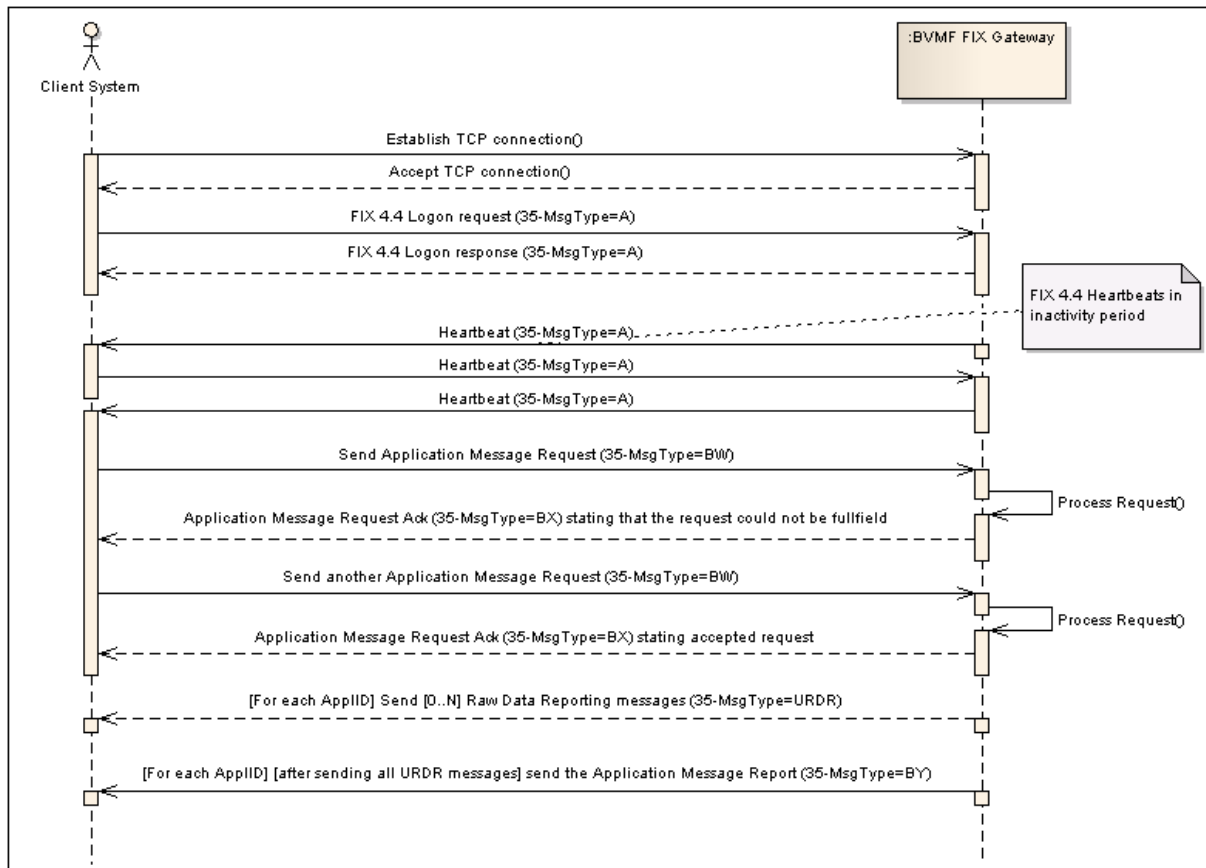 :BVMF FIX Gateway
Client System
Establish TCP connection()
Accept TCP connection()
FIX 4.4 Logon request (35-MsgType=A)
FIX 4.4 Logon response (35-MsgType=A)
FIX 4.4 Heartbeats in
inactivity period
Heartbeat (35-MsgType=A)
Heartbeat (35-MsgType=A)
Heartbeat (35-MsgType=A)
Send Application Message Request (35-MsgType=BW)
Process Request()
Application Message Request Ack (35-MsgType=BX) stating that the request could not be fullfield
Send another Application Message Request (35-MsgType=BW)
Process Request()
Application Message Request Ack (35-MsgType=BX) stating accepted request
[For each ApplID] Send [0..N] Raw Data Reporting messages (35-MsgType=URDR)
[For each ApplID] [after sending all URDR messages] send the Application Message Report (35-MsgType=BY)